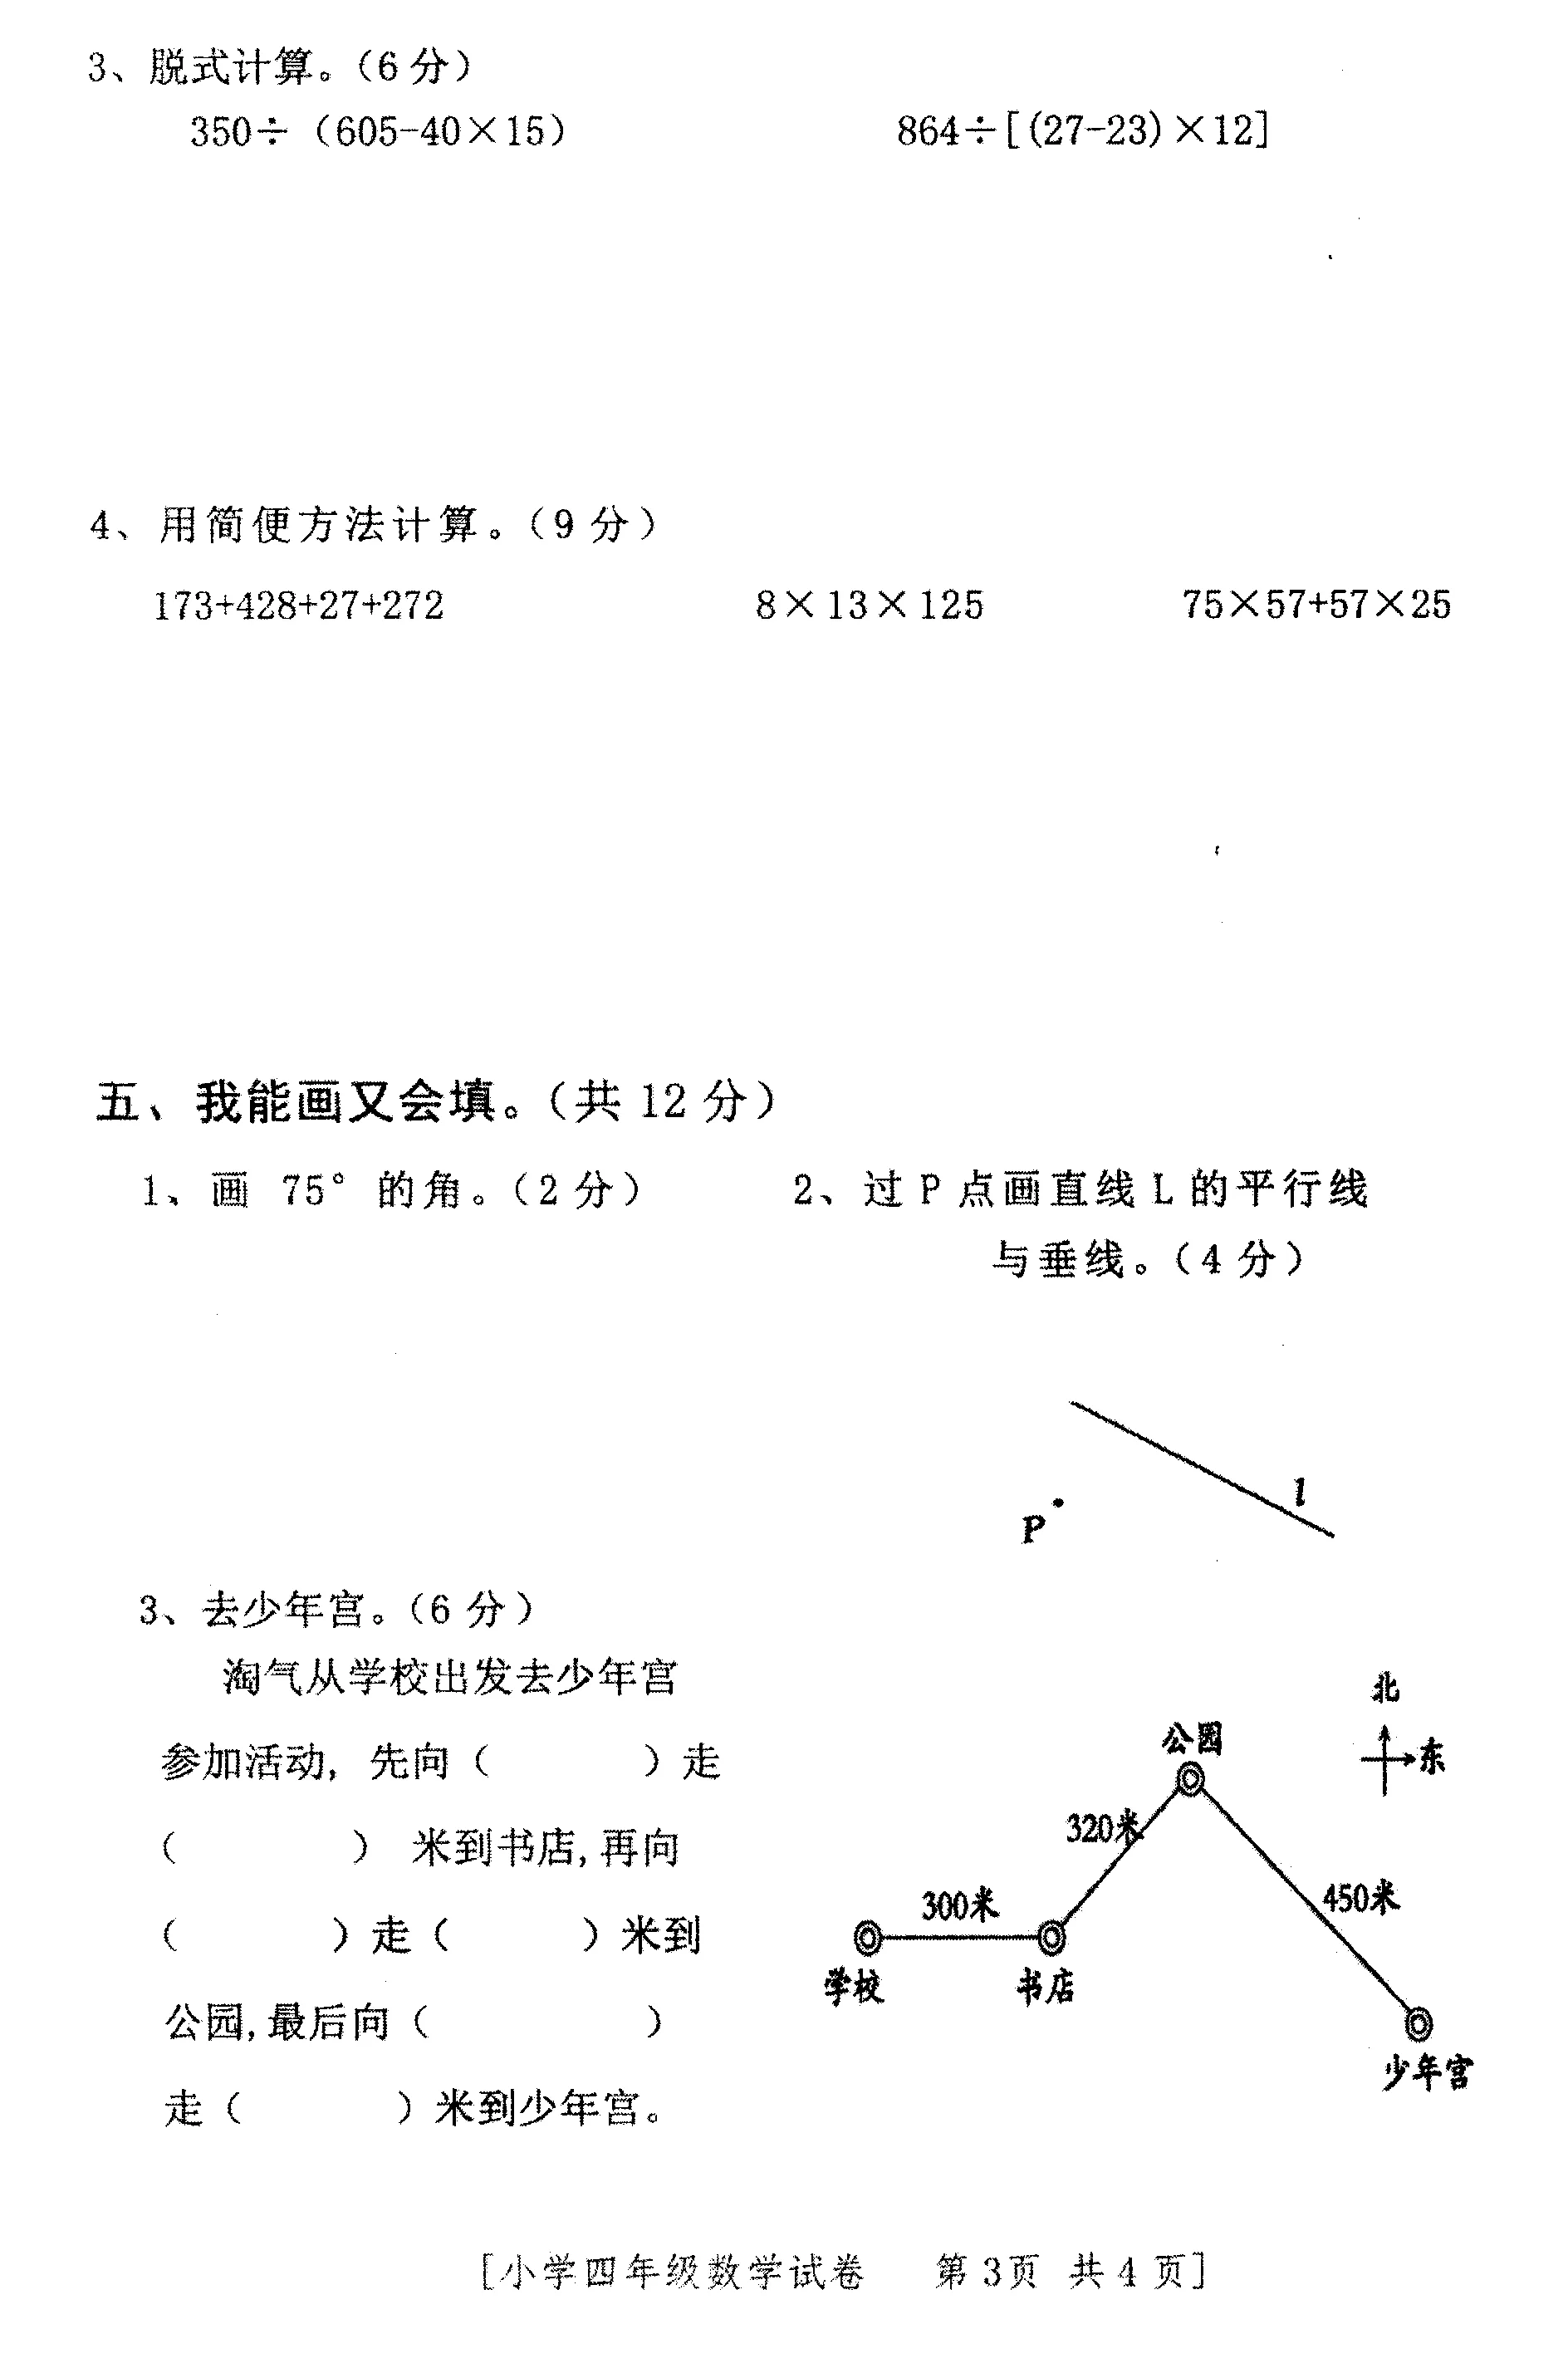 3、脱式计算。(6分)
350÷（605-40×15）　　864÷[(27-23)×12]
4、用简便方法计算。(9 分)
173+428+27+272　　8×13×125　　75×57+57×25
五、我能画又会填。(共 12 分)
1、画 75° 的角。(2 分)　　2、过 P 点画直线 L 的平行线
与垂线。(4 分)
l
P
3、去少年宫。(6 分)
淘气从学校出发去少年宫
参加活动, 先向（　　　）走
（　　　） 米到书店,再向
（　　　）走（　　　）米到
公园,最后向（　　　）
走（　　　）米到少年宫。
北
东
公园
320米
450米
300米
学校
书店
少年宫
[小学四年级数学试卷　第3页 共4页]